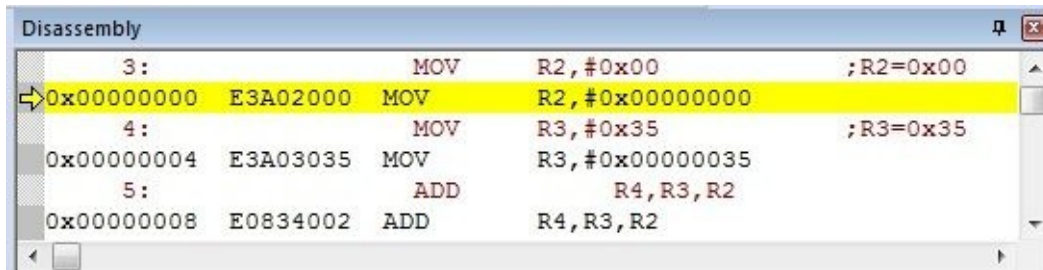 Disassembly
3: MOV R2,#0x00 ;R2=0x00
0x00000000 E3A02000 MOV R2,#0x00000000
4: MOV R3,#0x35 ;R3=0x35
0x00000004 E3A03035 MOV R3,#0x00000035
5: ADD R4,R3,R2
0x00000008 E0834002 ADD R4,R3,R2